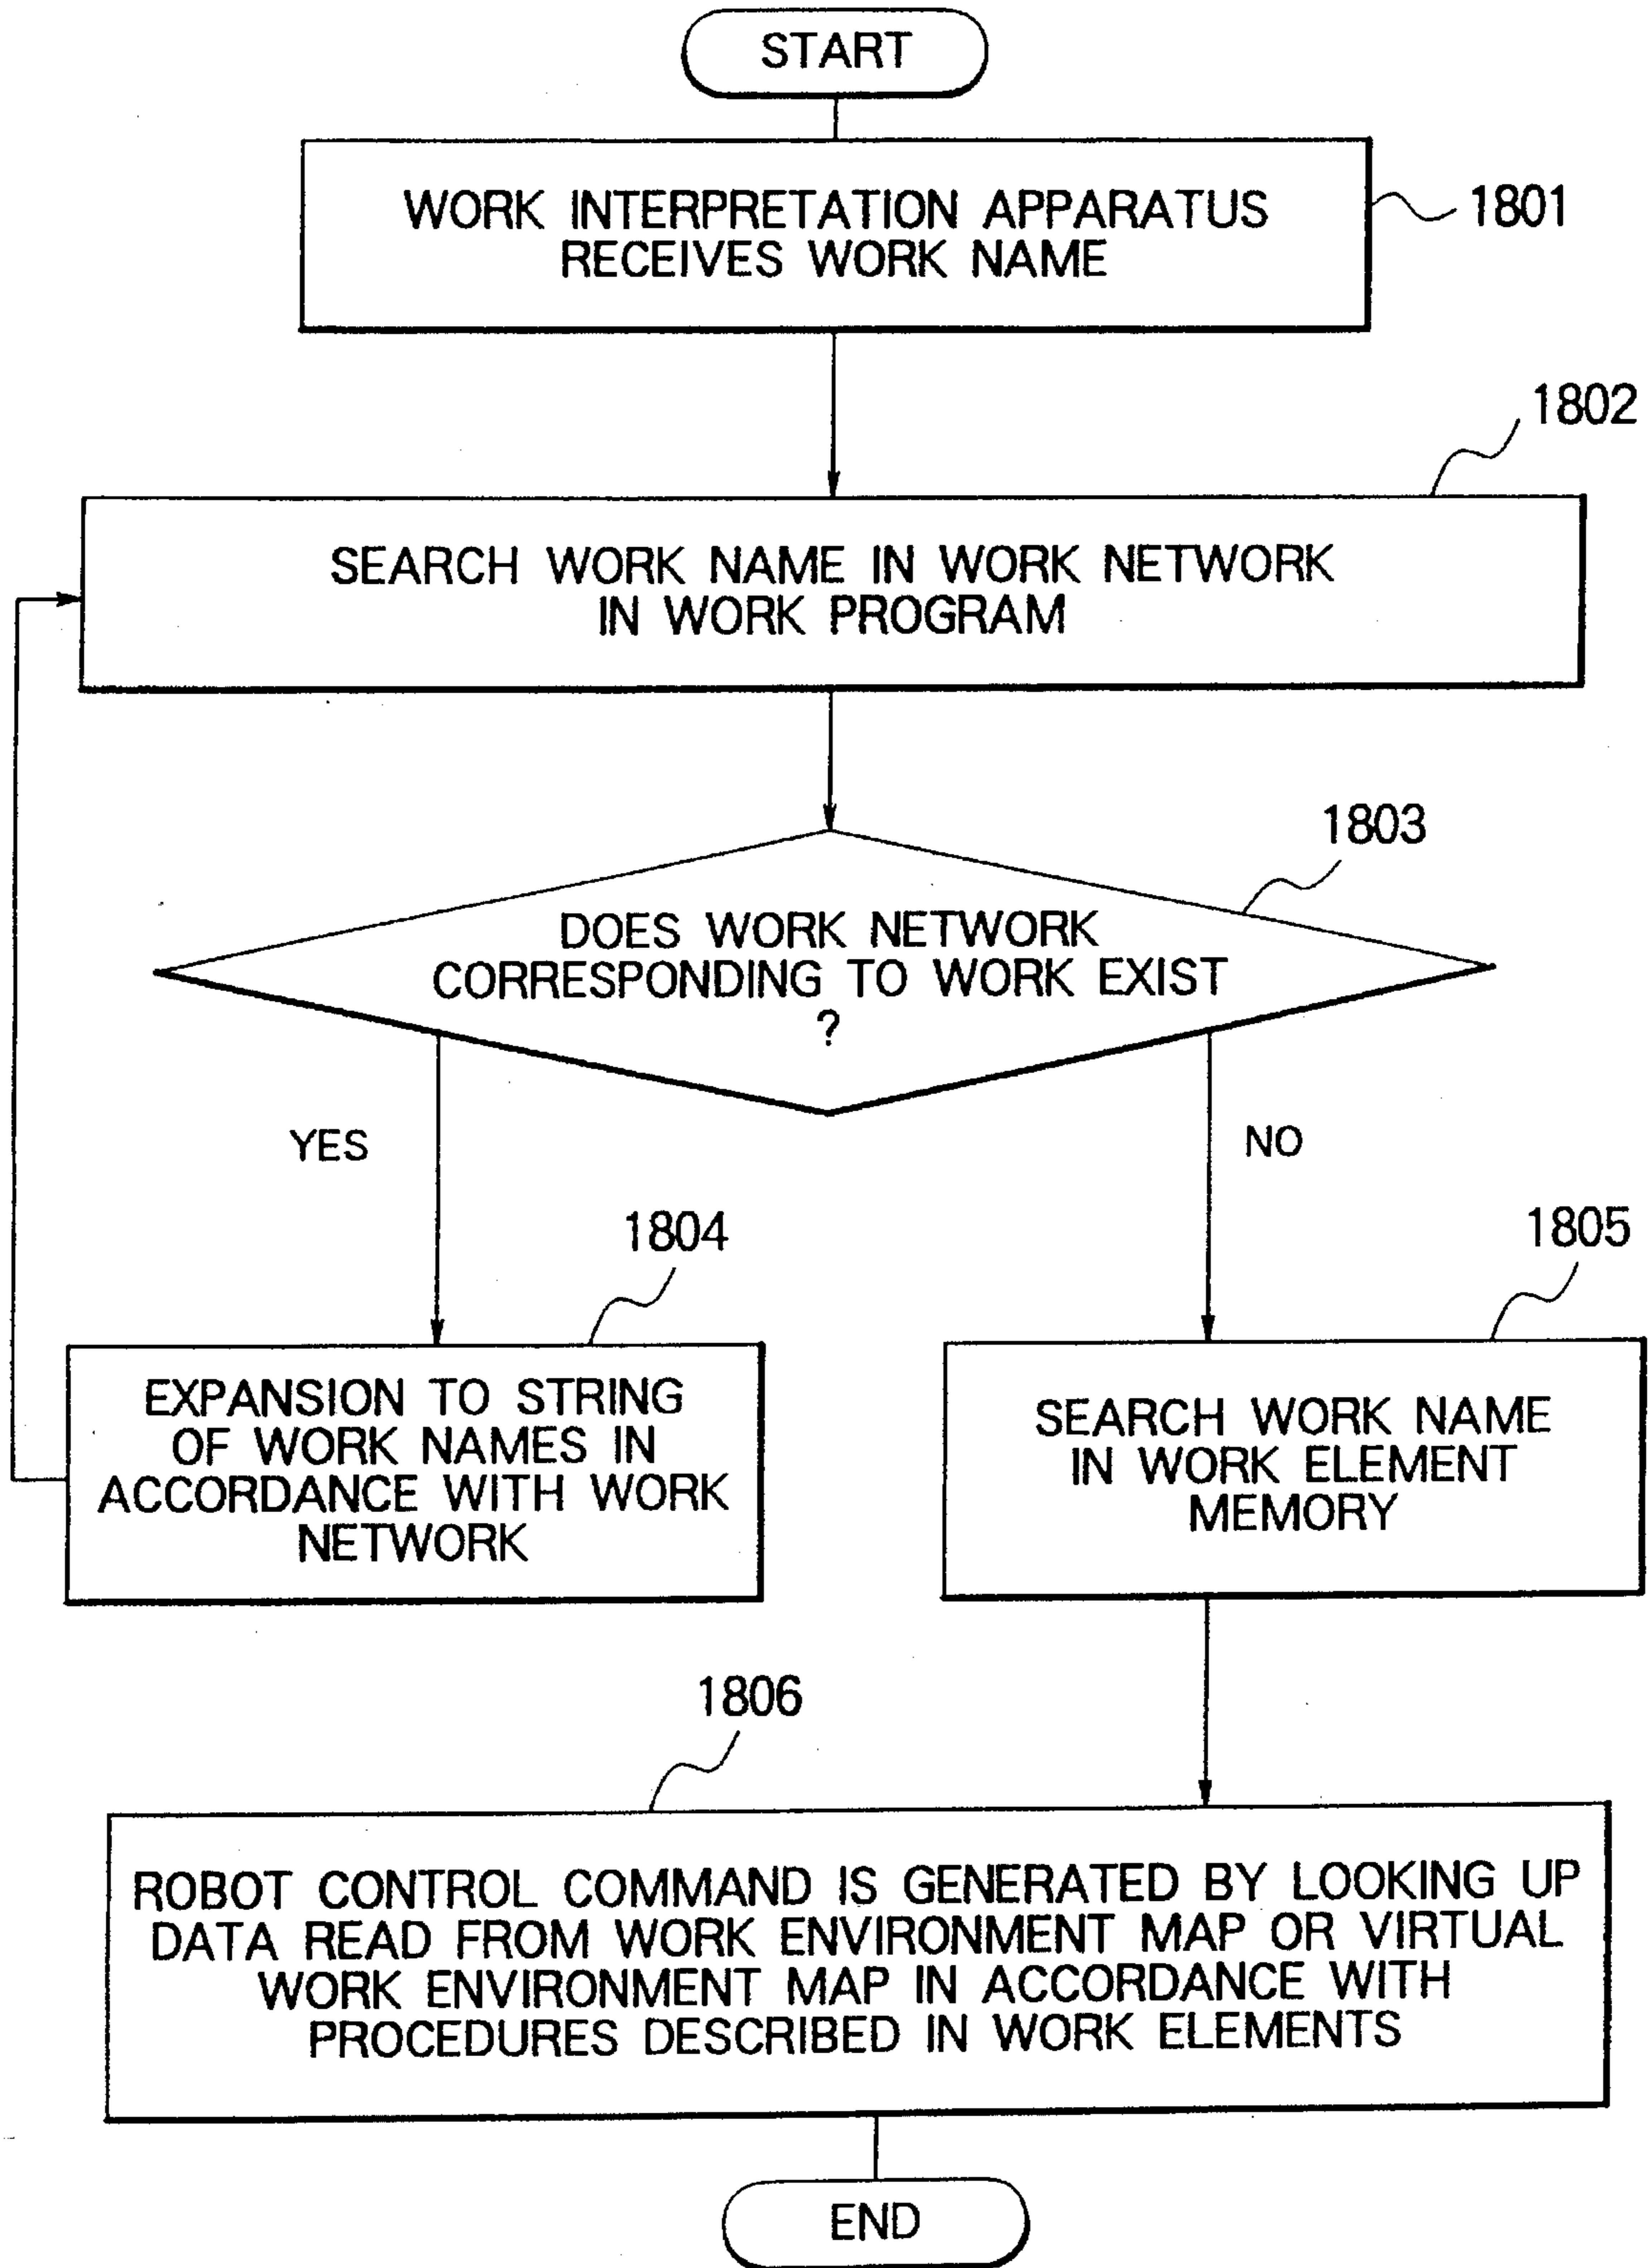 START
WORK INTERPRETATION APPARATUS
RECEIVES WORK NAME
1801
1802
SEARCH WORK NAME IN WORK NETWORK
IN WORK PROGRAM
1803
DOES WORK NETWORK
CORRESPONDING TO WORK EXIST
?
YES
NO
1804
1805
EXPANSION TO STRING
OF WORK NAMES IN
ACCORDANCE WITH WORK
NETWORK
SEARCH WORK NAME
IN WORK ELEMENT
MEMORY
1806
ROBOT CONTROL COMMAND IS GENERATED BY LOOKING UP
DATA READ FROM WORK ENVIRONMENT MAP OR VIRTUAL
WORK ENVIRONMENT MAP IN ACCORDANCE WITH
PROCEDURES DESCRIBED IN WORK ELEMENTS
END